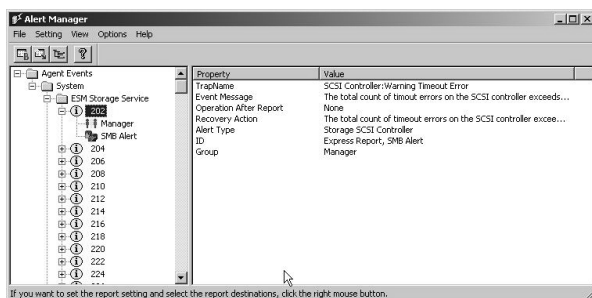 Alert Manager
File Setting View Options Help
Agent Events
System
ESM Storage Service
202
Manager
SMB Alert
204
206
208
210
212
214
216
218
220
222
224
Property Value
TrapName SCSI Controller:Warning Timeout Error
Event Message The total count of timout errors on the SCSI controller exceeds...
Operation After Report None
Recovery Action The total count of timeout errors on the SCSI controller excee...
Alert Type Storage SCSI Controller
ID Express Report, SMB Alert
Group Manager
If you want to set the report setting and select the report destinations, click the right mouse button.